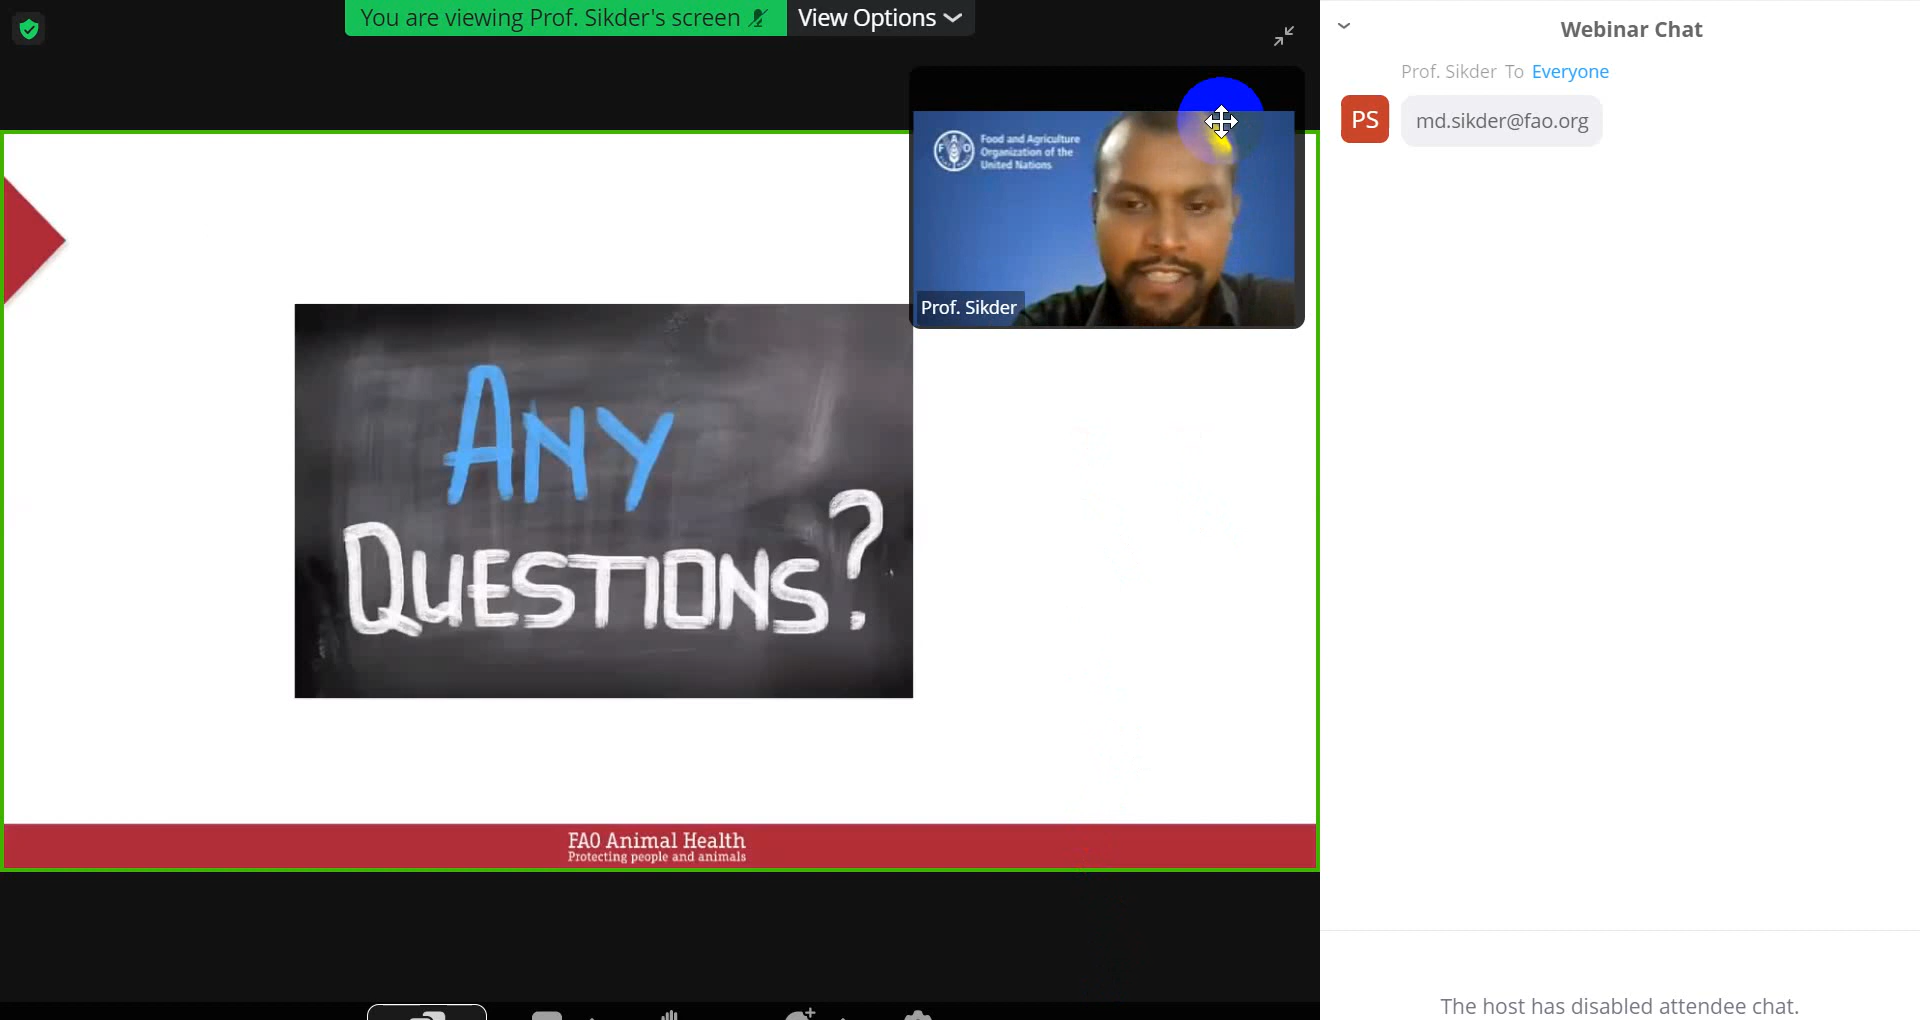 You are viewing Prof. Sikder's screen
View Options
Webinar Chat
Prof. Sikder To Everyone
PS
md.sikder@fao.org
FAO
Food and Agriculture
Organization of the
United Nations
Prof. Sikder
ANY
QUESTIONS?
FAO Animal Health
Protecting people and animals
The host has disabled attendee chat.